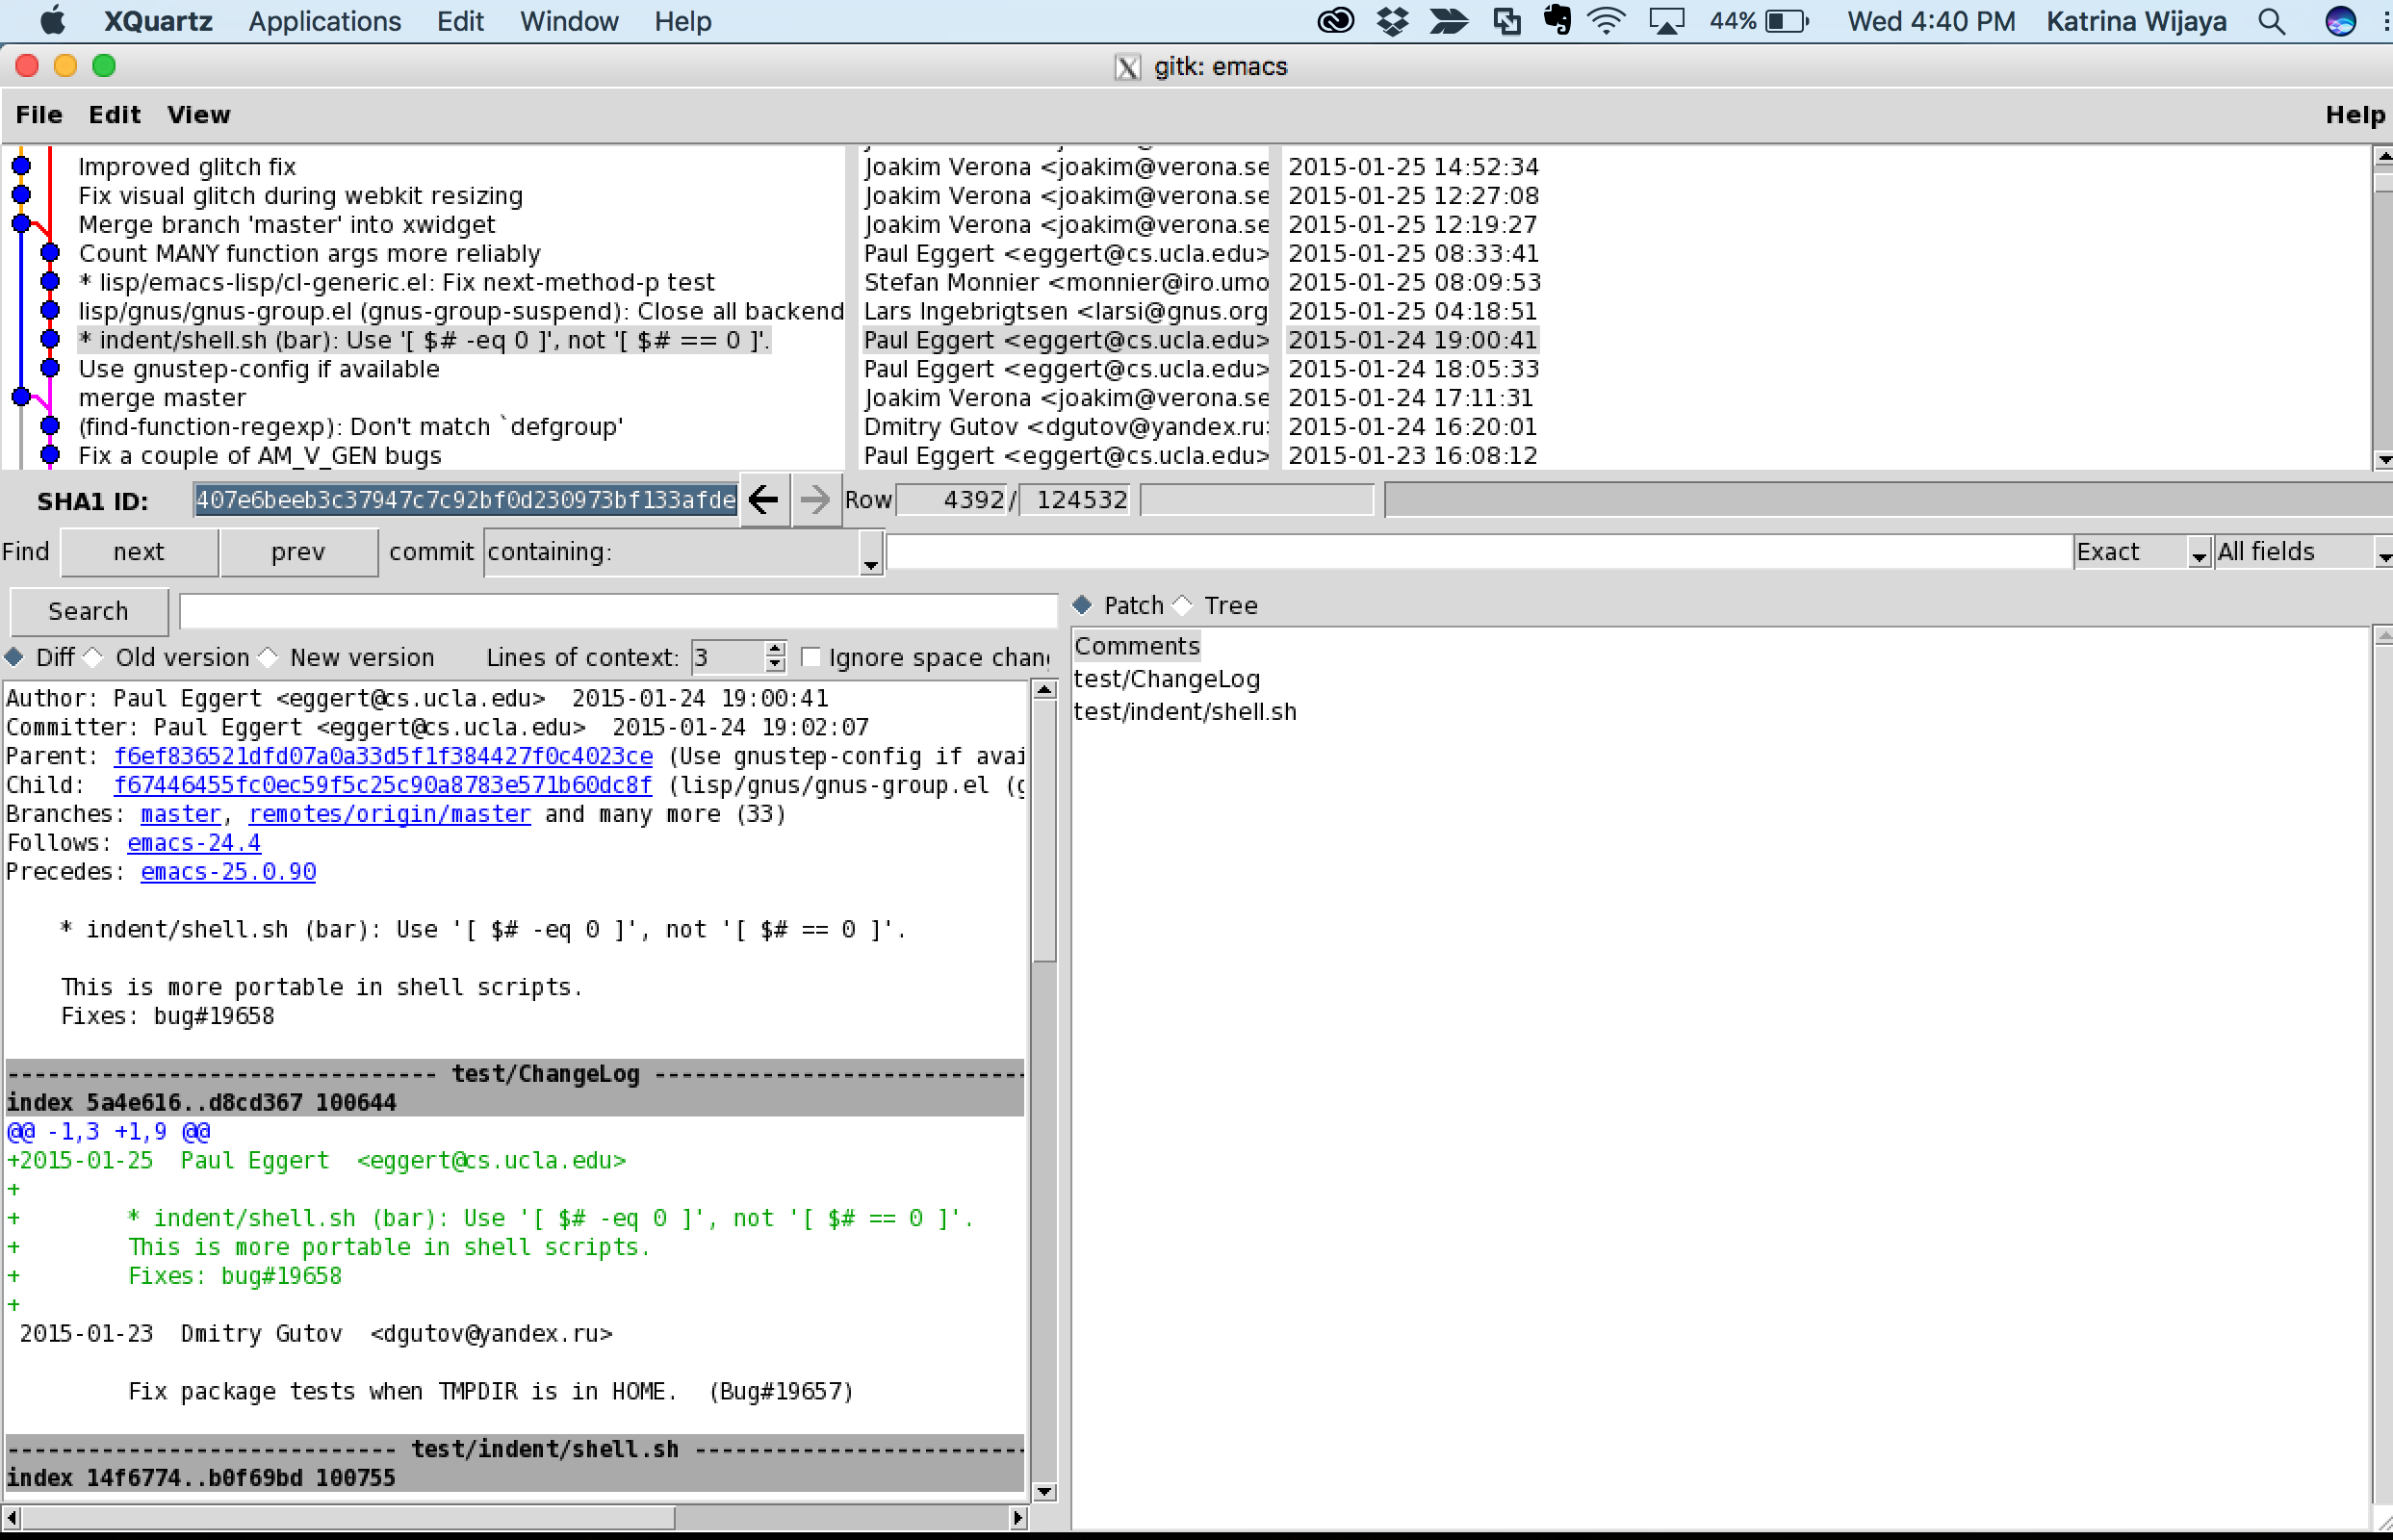 XQuartz Applications Edit Window Help 44% Wed 4:40 PM Katrina Wijaya
gitk: emacs
File Edit View Help
Improved glitch fix Joakim Verona <joakim@verona.se 2015-01-25 14:52:34
Fix visual glitch during webkit resizing Joakim Verona <joakim@verona.se 2015-01-25 12:27:08
Merge branch 'master' into xwidget Joakim Verona <joakim@verona.se 2015-01-25 12:19:27
Count MANY function args more reliably Paul Eggert <eggert@cs.ucla.edu> 2015-01-25 08:33:41
* lisp/emacs-lisp/cl-generic.el: Fix next-method-p test Stefan Monnier <monnier@iro.umo 2015-01-25 08:09:53
lisp/gnus/gnus-group.el (gnus-group-suspend): Close all backend Lars Ingebrigtsen <larsi@gnus.org 2015-01-25 04:18:51
* indent/shell.sh (bar): Use '[ $# -eq 0 ]', not '[ $# == 0 ]'. Paul Eggert <eggert@cs.ucla.edu> 2015-01-24 19:00:41
Use gnustep-config if available Paul Eggert <eggert@cs.ucla.edu> 2015-01-24 18:05:33
merge master Joakim Verona <joakim@verona.se 2015-01-24 17:11:31
(find-function-regexp): Don't match `defgroup' Dmitry Gutov <dgutov@yandex.ru> 2015-01-24 16:20:01
Fix a couple of AM_V_GEN bugs Paul Eggert <eggert@cs.ucla.edu> 2015-01-23 16:08:12
SHA1 ID: 407e6beeb3c37947c7c92bf0d230973bf133afde Row 4392 / 124532
Find next prev commit containing: Exact All fields
Search
Patch Tree
Diff Old version New version Lines of context: 3 Ignore space chan
Comments
test/ChangeLog
test/indent/shell.sh
Author: Paul Eggert <eggert@cs.ucla.edu>  2015-01-24 19:00:41
Committer: Paul Eggert <eggert@cs.ucla.edu>  2015-01-24 19:02:07
Parent: f6ef836521dfd07a0a33d5f1f384427f0c4023ce (Use gnustep-config if avai
Child:  f67446455fc0ec59f5c25c90a8783e571b60dc8f (lisp/gnus/gnus-group.el (g
Branches: master, remotes/origin/master and many more (33)
Follows: emacs-24.4
Precedes: emacs-25.0.90
* indent/shell.sh (bar): Use '[ $# -eq 0 ]', not '[ $# == 0 ]'.
This is more portable in shell scripts.
Fixes: bug#19658
-------------------------------- test/ChangeLog ----------------------------
index 5a4e616..d8cd367 100644
@@ -1,3 +1,9 @@
+2015-01-25  Paul Eggert  <eggert@cs.ucla.edu>
+
+        * indent/shell.sh (bar): Use '[ $# -eq 0 ]', not '[ $# == 0 ]'.
+        This is more portable in shell scripts.
+        Fixes: bug#19658
+
2015-01-23  Dmitry Gutov  <dgutov@yandex.ru>
Fix package tests when TMPDIR is in HOME.  (Bug#19657)
----------------------------- test/indent/shell.sh -------------------------
index 14f6774..b0f69bd 100755